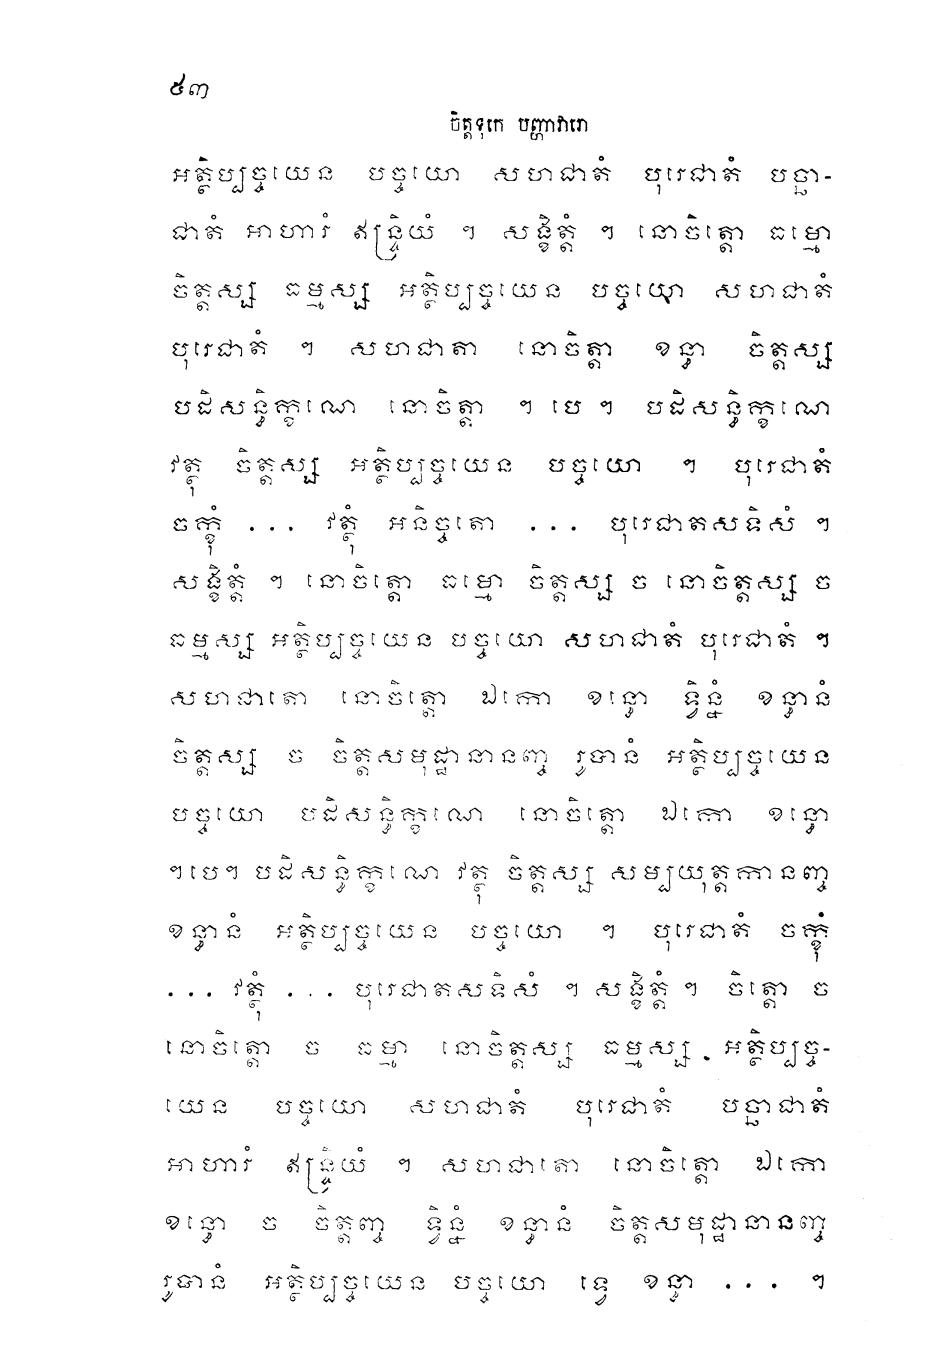 ៥៣
ចិត្តទុកេ បញ្ហាវារោ
អត្ថិប្បច្ចយេន បច្ចយោ សហជាតំ បុរេជាតំ បច្ឆា-
ជាតំ អាហារំ ឥន្ទ្រិយំ ។ សង្ខិត្តំ ។ នោចិត្តោ ធម្មោ
ចិត្តស្ស ធម្មស្ស អត្ថិប្បច្ចយេន បច្ចយោ សហជាតំ
បុរេជាតំ ។ សហជាតា នោចិត្តា ខន្ធា ចិត្តស្ស
បដិសន្ធិក្ខណេ នោចិត្តា ។ បេ ។ បដិសន្ធិក្ខណេ
វត្ថុ ចិត្តស្ស អត្ថិប្បច្ចយេន បច្ចយោ ។ បុរេជាតំ
ចក្ខុំ ... វត្ថុំ អនិច្ចតោ ... បុរេជាតសទិសំ ។
សង្ខិត្តំ ។ នោចិត្តោ ធម្មោ ចិត្តស្ស ច នោចិត្តស្ស ច
ធម្មស្ស អត្ថិប្បច្ចយេន បច្ចយោ សហជាតំ បុរេជាតំ ។
សហជាតោ នោចិត្តោ ឯកោ ខន្ធោ ទ្វិន្នំ ខន្ធានំ
ចិត្តស្ស ច ចិត្តសមុដ្ឋានានញ្ច រូបានំ អត្ថិប្បច្ចយេន
បច្ចយោ បដិសន្ធិក្ខណេ នោចិត្តោ ឯកោ ខន្ធោ
។បេ។ បដិសន្ធិក្ខណេ វត្ថុ ចិត្តស្ស សម្បយុត្តកានញ្ច
ខន្ធានំ អត្ថិប្បច្ចយេន បច្ចយោ ។ បុរេជាតំ ចក្ខុំ
... វត្ថុំ ... បុរេជាតសទិសំ ។ សង្ខិត្តំ ។ ចិត្តោ ច
នោចិត្តោ ច ធម្មា នោចិត្តស្ស ធម្មស្ស អត្ថិប្បច្ច-
យេន បច្ចយោ សហជាតំ បុរេជាតំ បច្ឆាជាតំ
អាហារំ ឥន្ទ្រិយំ ។ សហជាតោ នោចិត្តោ ឯកោ
ខន្ធោ ច ចិត្តញ្ច ទ្វិន្នំ ខន្ធានំ ចិត្តសមុដ្ឋានានញ្ច
រូបានំ អត្ថិប្បច្ចយេន បច្ចយោ ទ្វេ ខន្ធា ... ។